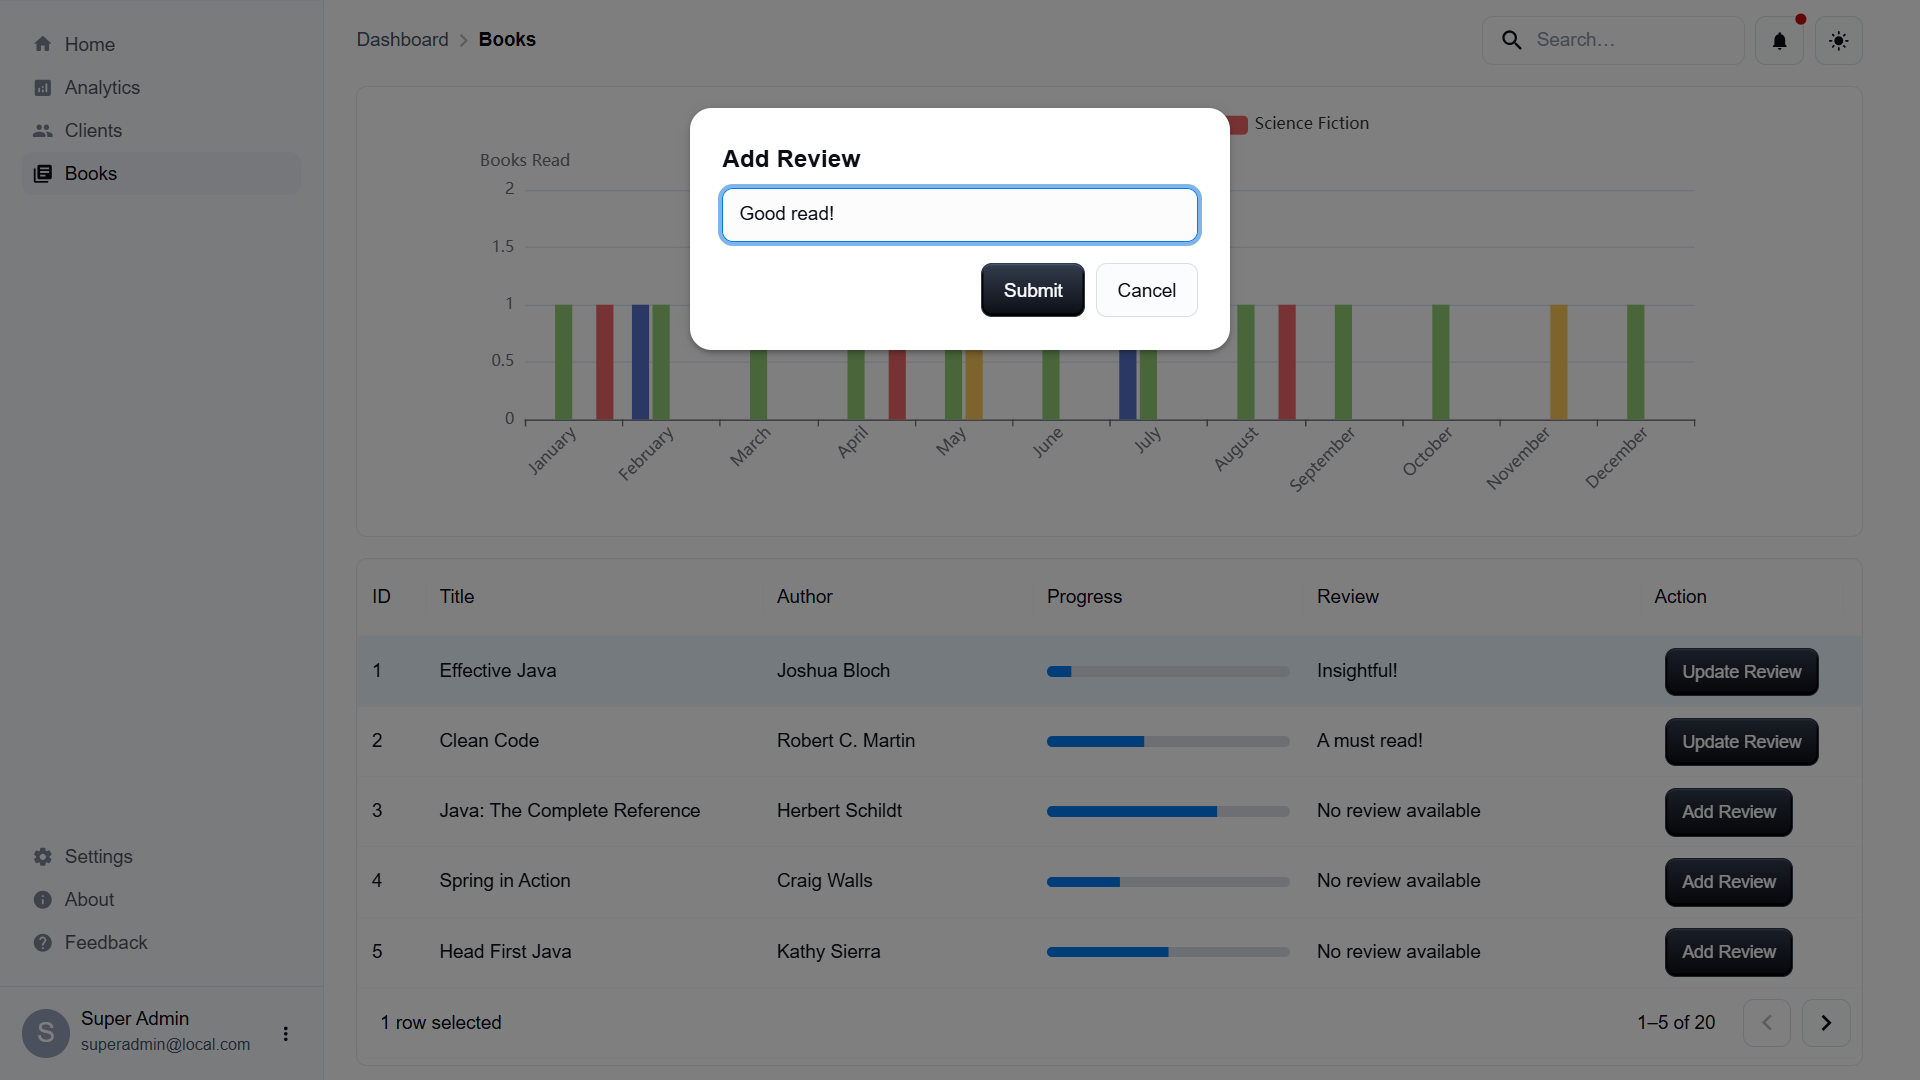 Home
Analytics
Clients
Books
Settings
About
Feedback
S
Super Admin
superadmin@local.com
Dashboard
Books
Search...
Science Fiction
Books Read
2
1.5
1
0.5
0
January
February
March
April
May
June
July
August
September
October
November
December
Add Review
Good read!
Submit
Cancel
ID Title Author Progress Review Action
1 Effective Java Joshua Bloch Insightful! Update Review
2 Clean Code Robert C. Martin A must read! Update Review
3 Java: The Complete Reference Herbert Schildt No review available Add Review
4 Spring in Action Craig Walls No review available Add Review
5 Head First Java Kathy Sierra No review available Add Review
1 row selected
1–5 of 20